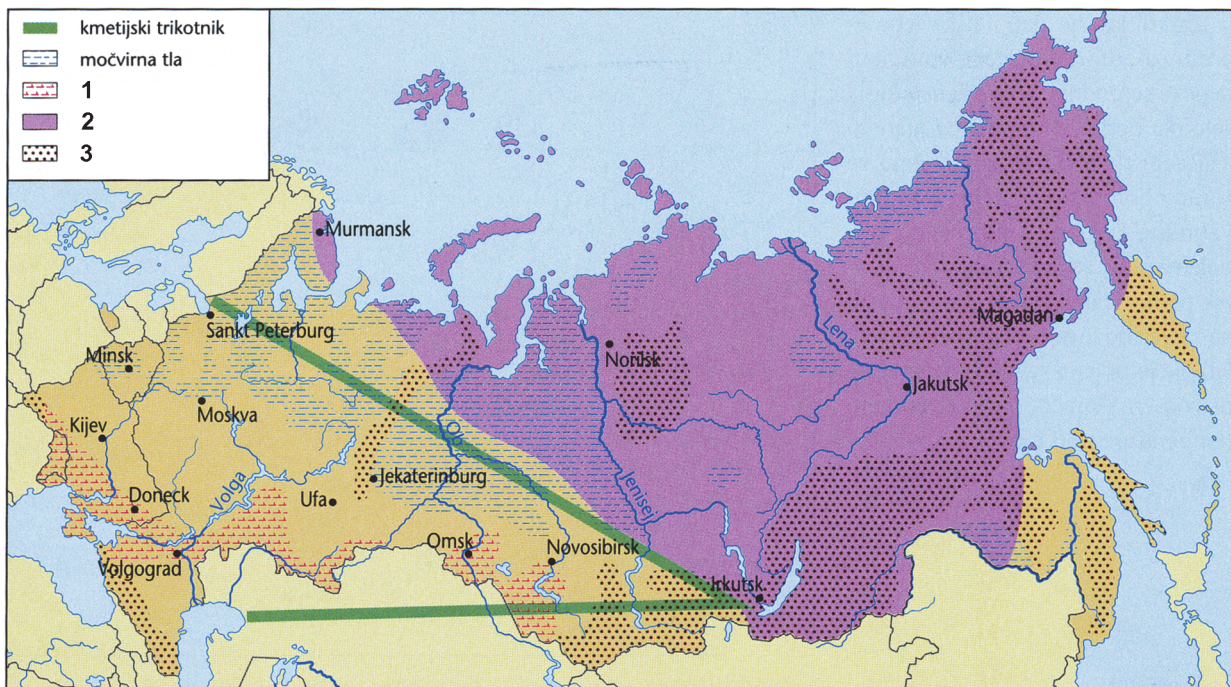 kmetijski trikotnik
močvirna tla
1
2
3
Murmansk
Sankt Peterburg
Minsk
Moskva
Kijev
Doneck
Volga
Volgograd
Ufa
Jekaterinburg
Ob
Omsk
Novosibirsk
Jenisej
Irkutsk
Norilsk
Lena
Jakutsk
Magadan